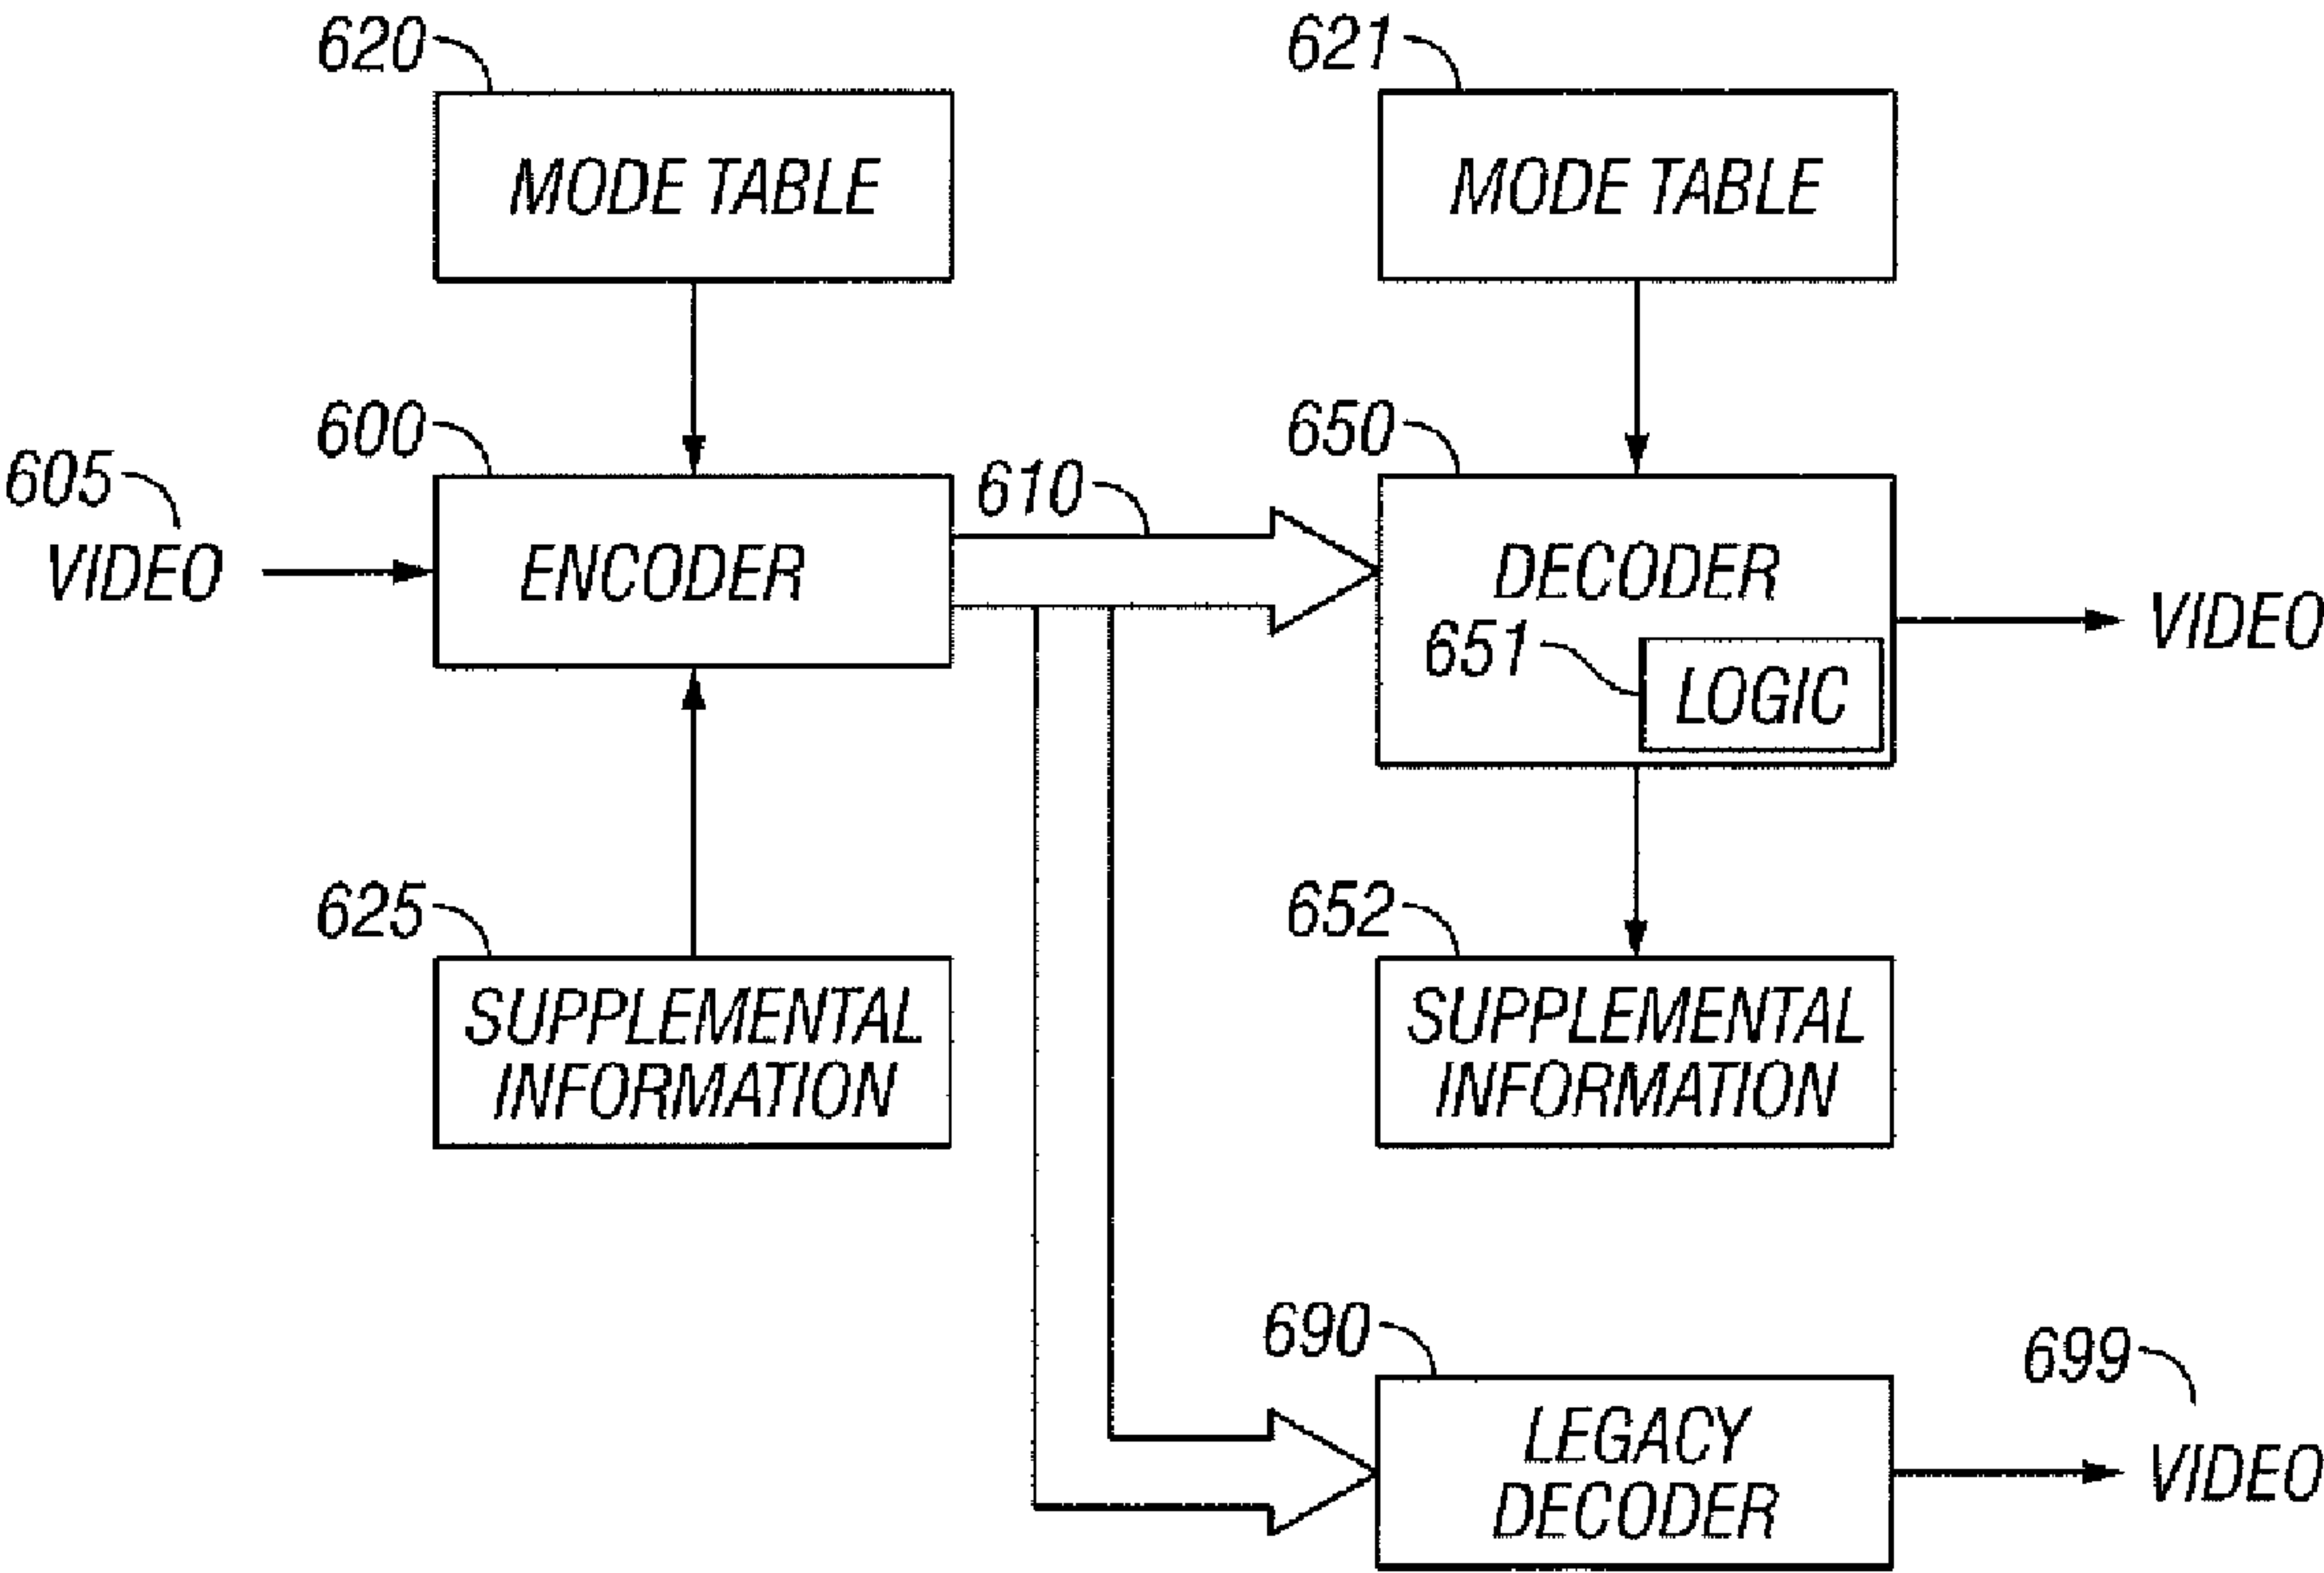 620
621
MODE TABLE
MODE TABLE
600
650
605
610
VIDEO
ENCODER
DECODER
VIDEO
651
LOGIC
625
652
SUPPLEMENTAL
INFORMATION
SUPPLEMENTAL
INFORMATION
690
699
LEGACY
DECODER
VIDEO